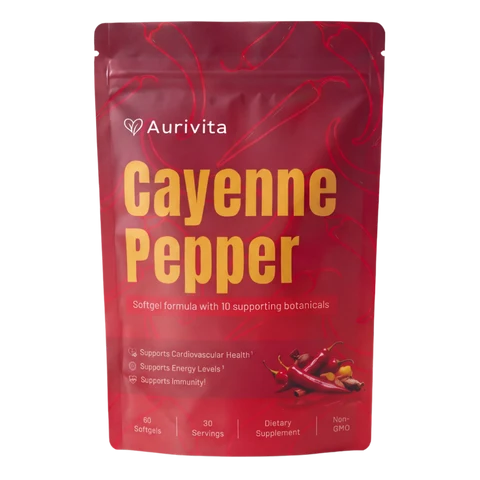 Aurivita
Cayenne
Pepper
Softgel formula with 10 supporting botanicals
Supports Cardiovascular Health†
Supports Energy Levels†
Supports Immunity†
60
Softgels
30
Servings
Dietary
Supplement
Non-
GMO